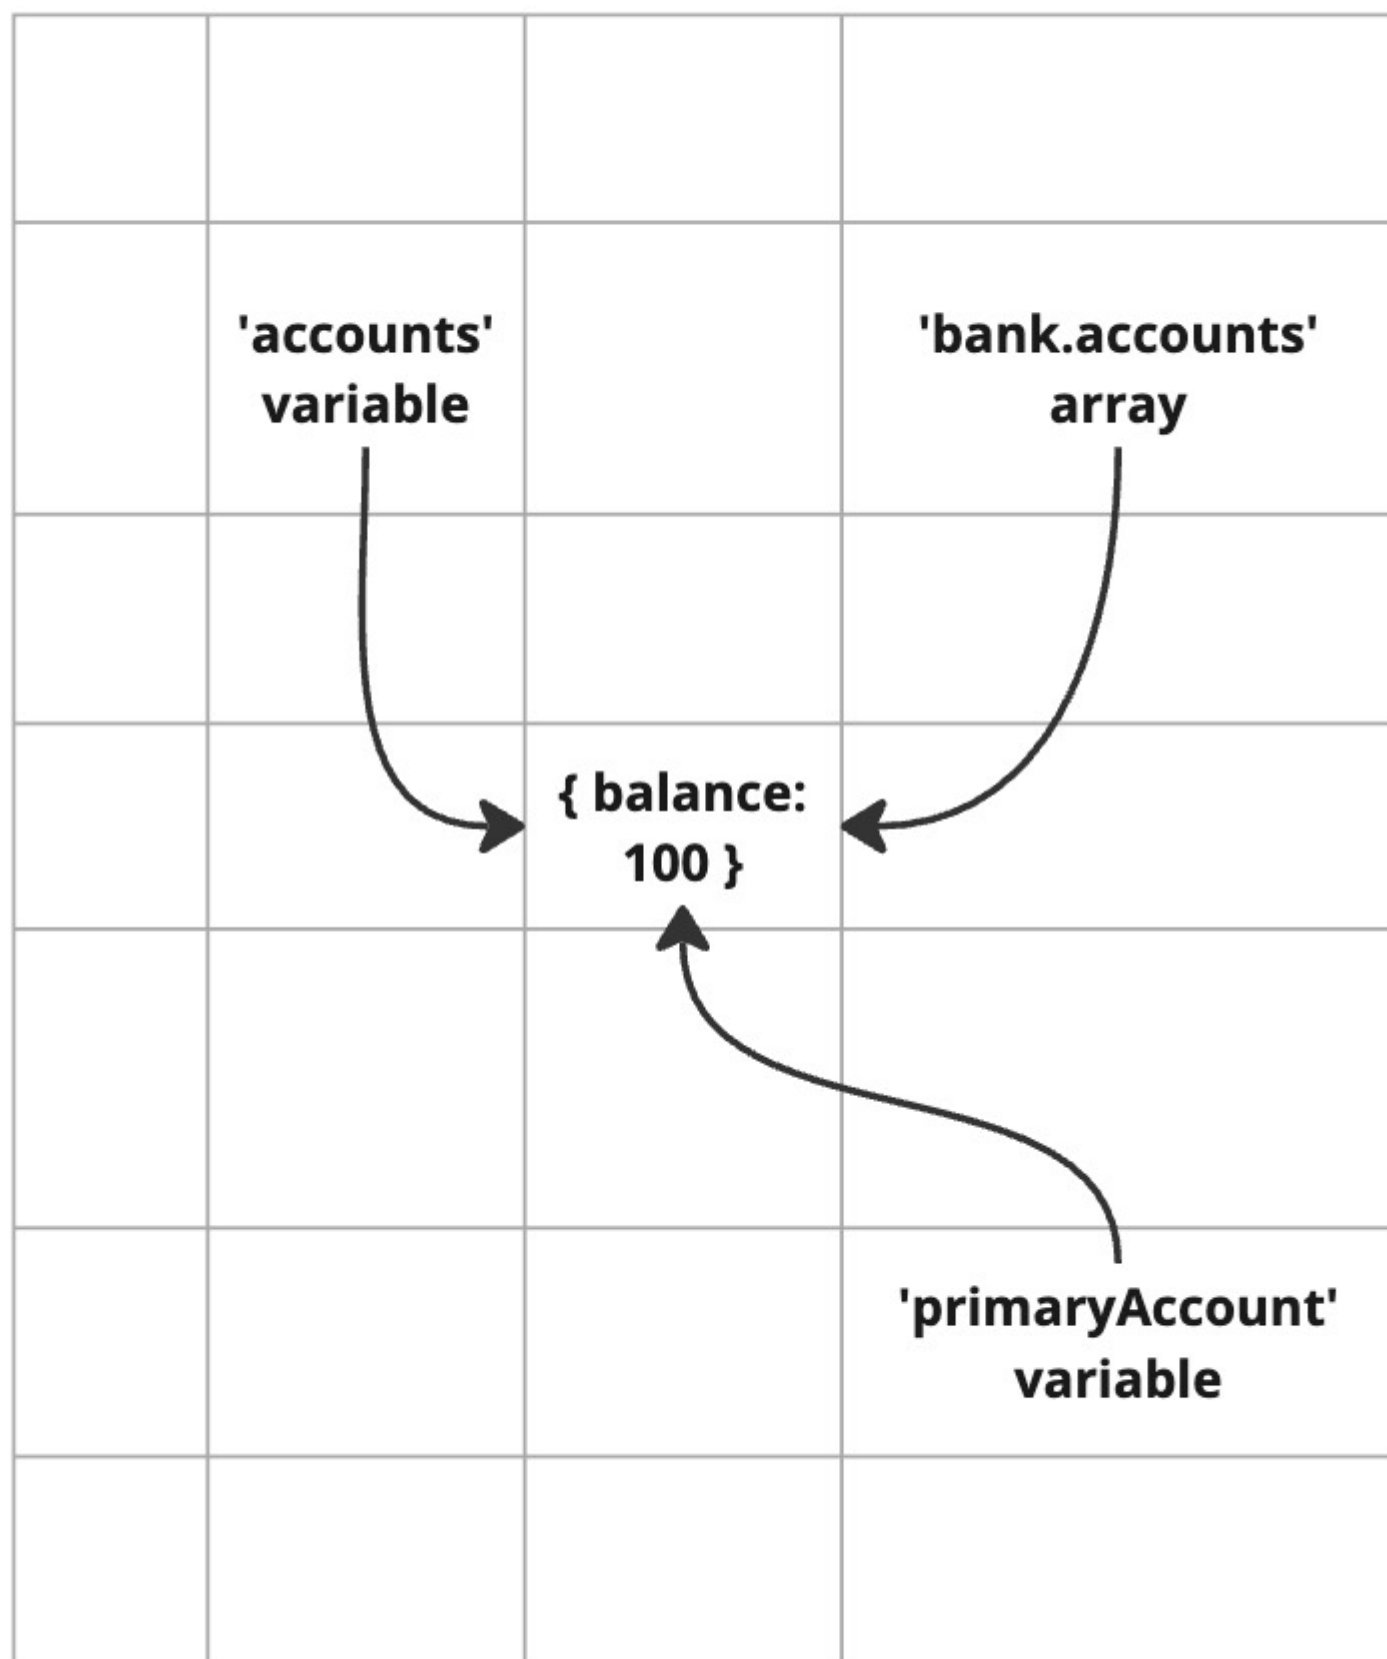 'accounts'
variable
'bank.accounts'
array
{ balance:
100 }
'primaryAccount'
variable